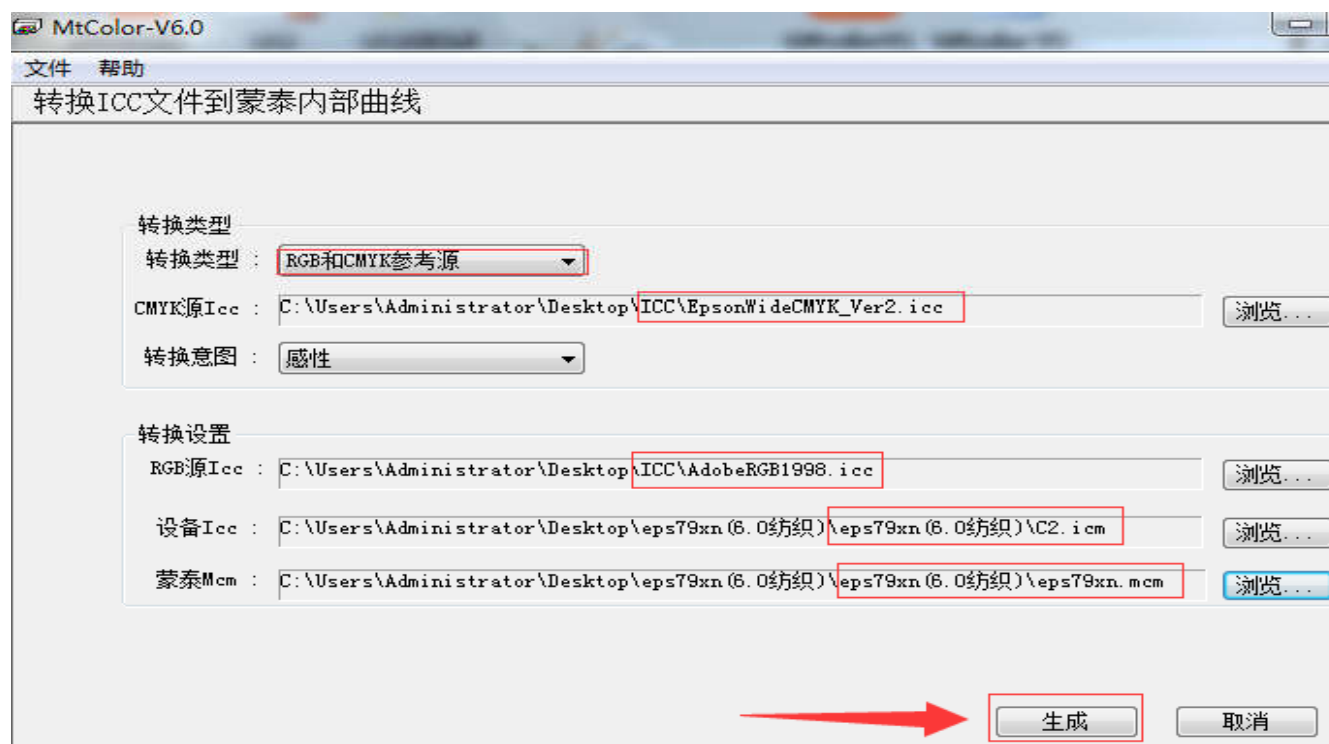 MtColor-V6.0
文件 帮助
转换ICC文件到蒙泰内部曲线
转换类型
转换类型 : RGB和CMYK参考源
CMYK源Icc : C:\Users\Administrator\Desktop\ICC\EpsonWideCMYK_Ver2.icc 浏览...
转换意图 : 感性
转换设置
RGB源Icc : C:\Users\Administrator\Desktop\ICC\AdobeRGB1998.icc 浏览...
设备Icc : C:\Users\Administrator\Desktop\eps79xn(6.0纺织)\eps79xn(6.0纺织)\C2.icm 浏览...
蒙泰Mcm : C:\Users\Administrator\Desktop\eps79xn(6.0纺织)\eps79xn(6.0纺织)\eps79xn.mcm 浏览...
生成 取消